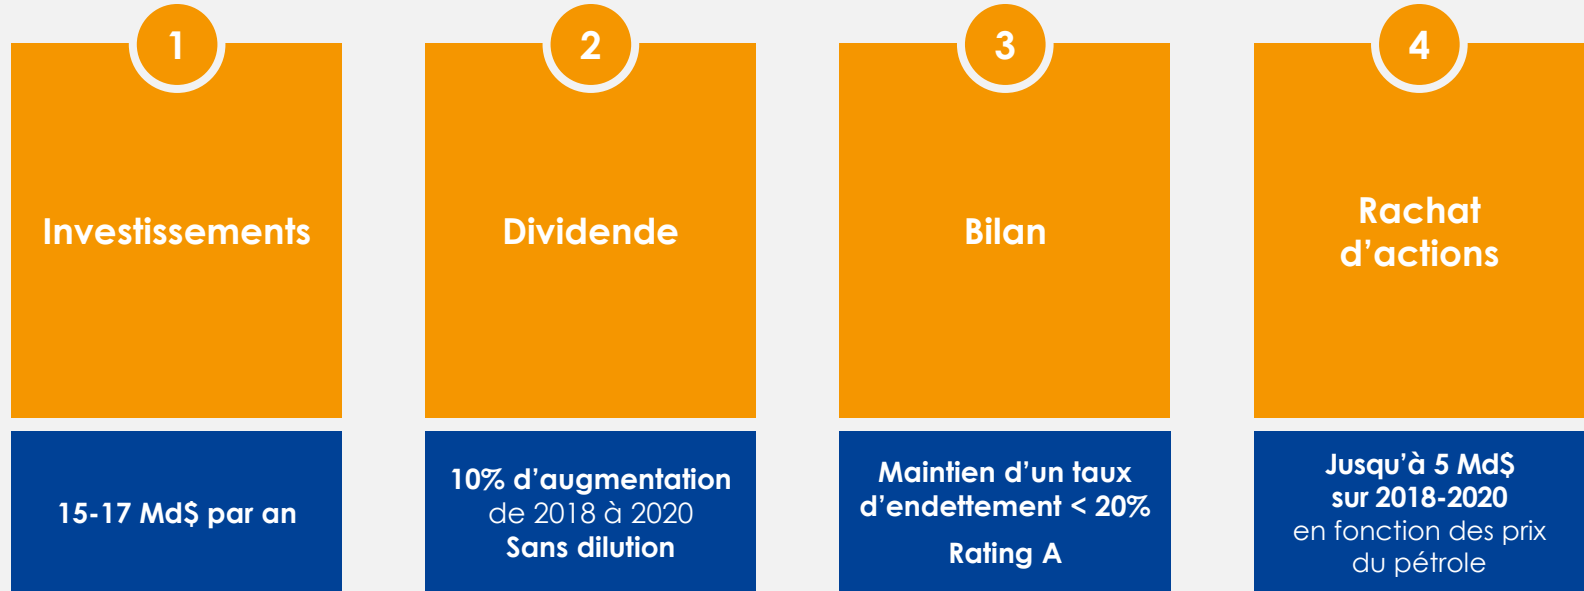 1
Investissements
15-17 Md$ par an
2
Dividende
10% d’augmentation
de 2018 à 2020
Sans dilution
3
Bilan
Maintien d’un taux
d’endettement < 20%
Rating A
4
Rachat
d’actions
Jusqu’à 5 Md$
sur 2018-2020
en fonction des prix
du pétrole